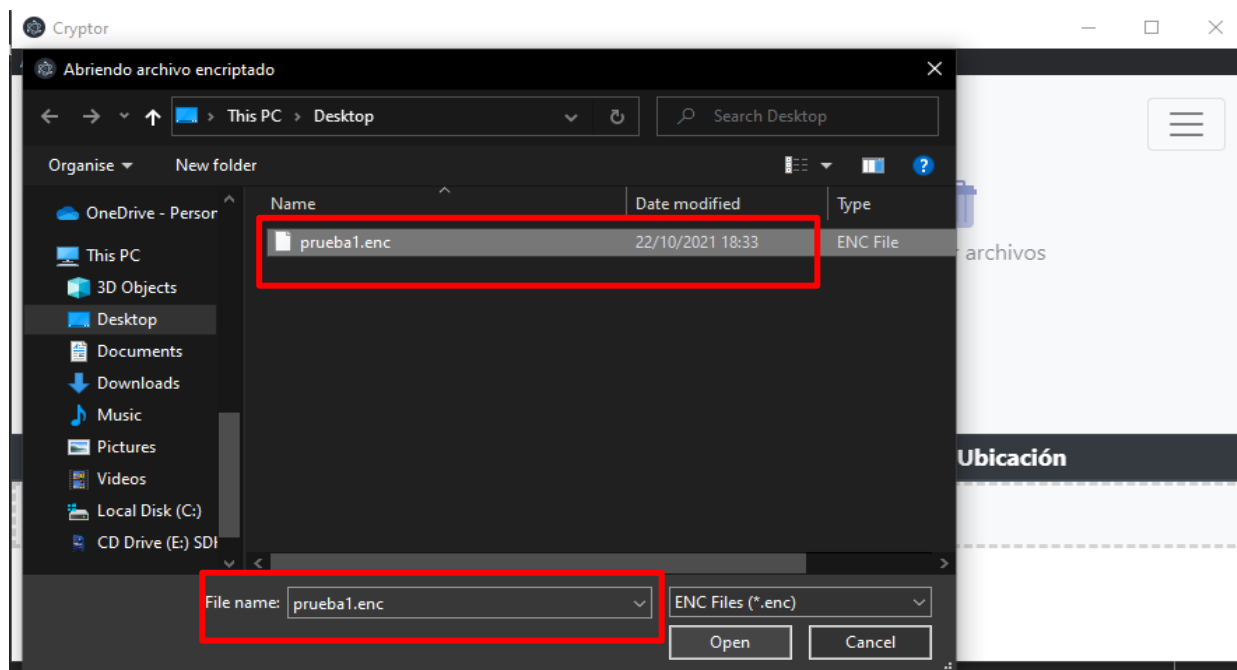 Cryptor
Abriendo archivo encriptado
This PC > Desktop
Search Desktop
Organise
New folder
Name
Date modified
Type
OneDrive - Person
prueba1.enc
22/10/2021 18:33
ENC File
archivos
This PC
3D Objects
Desktop
Documents
Downloads
Music
Pictures
Videos
Ubicación
Local Disk (C:)
CD Drive (E:)
File name:
prueba1.enc
ENC Files (*.enc)
Open
Cancel